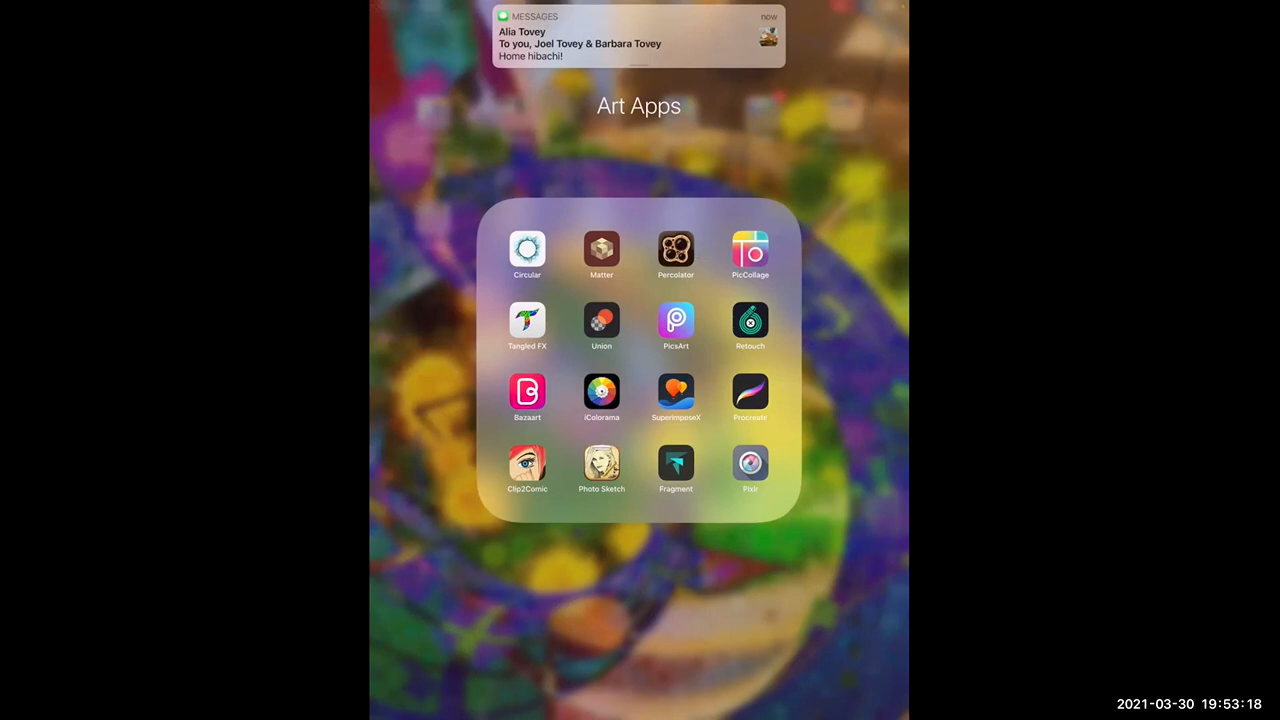 MESSAGES
now
Alia Tovey
To you, Joel Tovey & Barbara Tovey
Home hibachi!
Art Apps
Circular
Matter
Percolator
PicCollage
Tangled FX
Union
PicsArt
Retouch
Bazaart
iColorama
SuperimposeX
Procreate
Clip2Comic
Photo Sketch
Fragment
Pixlr
2021-03-30 19:53:18